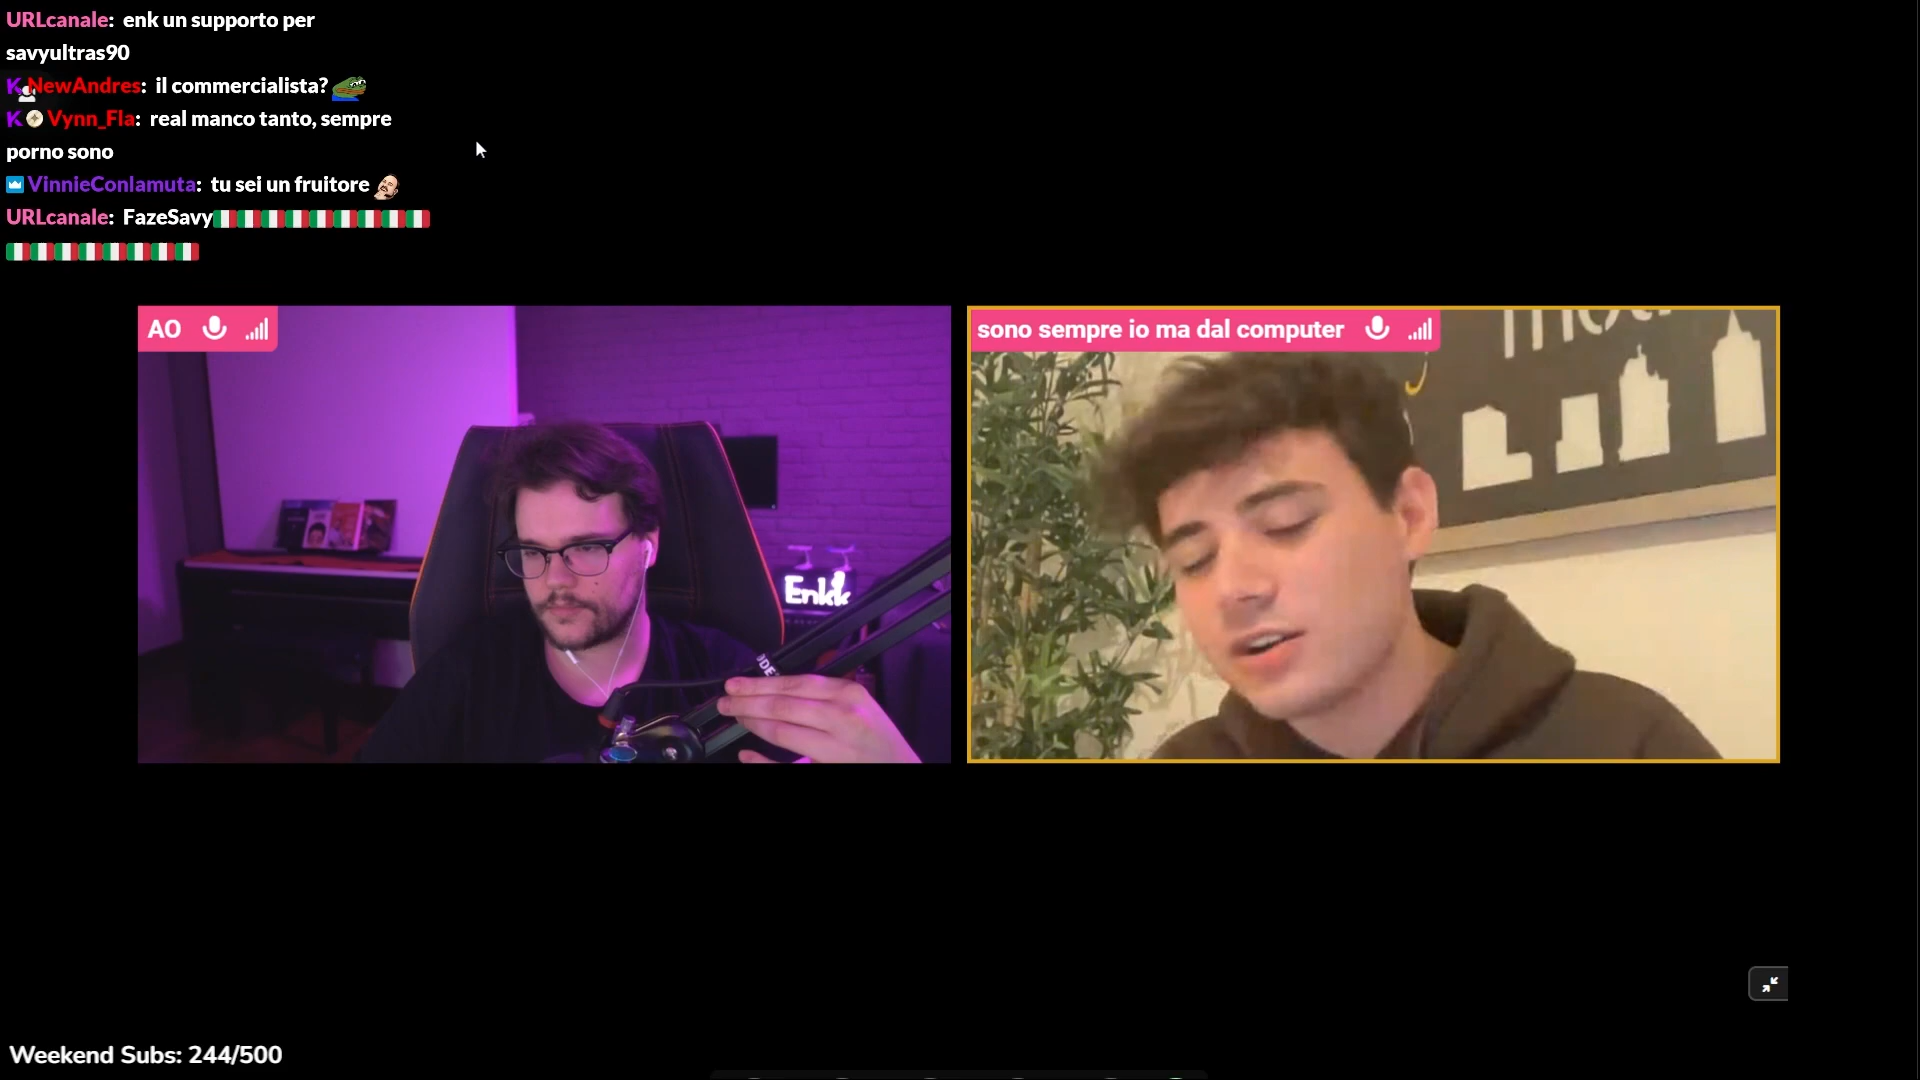 URLcanale: enk un supporto per
savyultras90
NewAndres: il commercialista?
K Vynn_Fla: real manco tanto, sempre
porno sono
VinnieConlamuta: tu sei un fruitore
URLcanale: FazeSavy
AO
sono sempre io ma dal computer
Enkk
Weekend Subs: 244/500